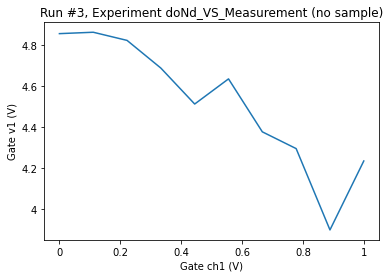 Run #3, Experiment doNd_VS_Measurement (no sample)
4.8
4.6
4.4
4.2
4
Gate v1 (V)
0 0.2 0.4 0.6 0.8 1
Gate ch1 (V)